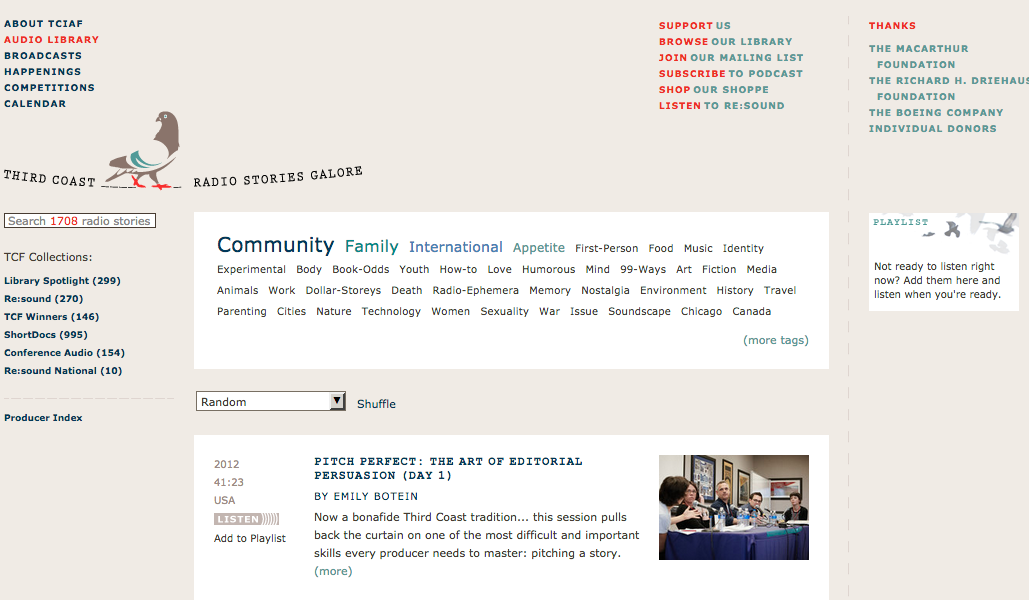 ABOUT TCIAF
AUDIO LIBRARY
BROADCASTS
HAPPENINGS
COMPETITIONS
CALENDAR
SUPPORT US
BROWSE OUR LIBRARY
JOIN OUR MAILING LIST
SUBSCRIBE TO PODCAST
SHOP OUR SHOPPE
LISTEN TO RE:SOUND
THANKS
THE MACARTHUR
FOUNDATION
THE RICHARD H. DRIEHAUS
FOUNDATION
THE BOEING COMPANY
INDIVIDUAL DONORS
THIRD COAST RADIO STORIES GALORE
Search 1708 radio stories
TCF Collections:
Library Spotlight (299)
Re:sound (270)
TCF Winners (146)
ShortDocs (995)
Conference Audio (154)
Re:sound National (10)
Producer Index
Community Family International Appetite First-Person Food Music Identity
Experimental Body Book-Odds Youth How-to Love Humorous Mind 99-Ways Art Fiction Media
Animals Work Dollar-Storeys Death Radio-Ephemera Memory Nostalgia Environment History Travel
Parenting Cities Nature Technology Women Sexuality War Issue Soundscape Chicago Canada
(more tags)
Random Shuffle
2012
41:23
USA
LISTEN
Add to Playlist
PITCH PERFECT: THE ART OF EDITORIAL
PERSUASION (DAY 1)
BY EMILY BOTEIN
Now a bonafide Third Coast tradition... this session pulls
back the curtain on one of the most difficult and important
skills every producer needs to master: pitching a story.
(more)
PLAYLIST
Not ready to listen right
now? Add them here and
listen when you're ready.